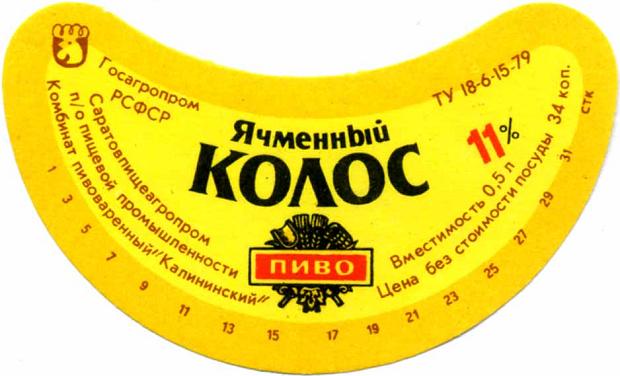 Госагропром
РСФСР
Саратовпищеагропром
п/о пищевой промышленности
Комбинат пивоваренный "Калининский"
Ячменный
КОЛОС
ПИВО
ТУ 18-6-15-79
11%
Вместимость 0,5 л
Цена без стоимости посуды 34 коп.
1 3 5 7 9 11 13 15 17 19 21 23 25 27 29 31 стк